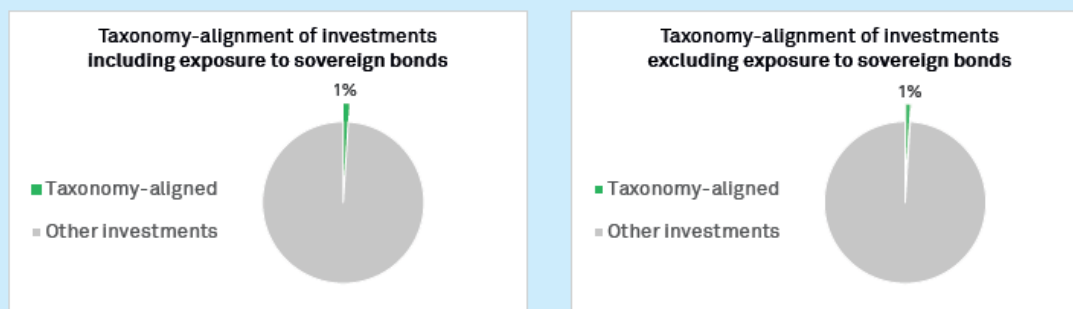 Taxonomy-alignment of investments
including exposure to sovereign bonds
1%
Taxonomy-aligned
Other investments
Taxonomy-alignment of investments
excluding exposure to sovereign bonds
1%
Taxonomy-aligned
Other investments